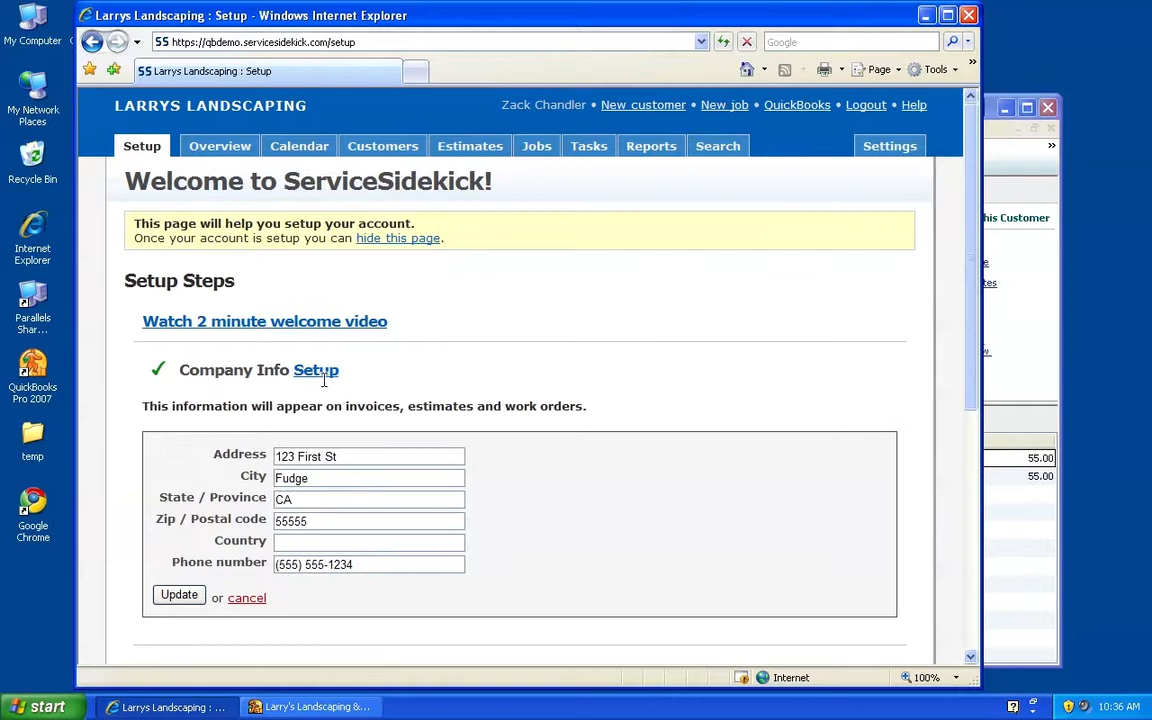 My Computer
My Network
Places
Recycle Bin
Internet
Explorer
Parallels
Shar...
QuickBooks
Pro 2007
temp
Google
Chrome
Larrys Landscaping : Setup - Windows Internet Explorer
https://qbdemo.servicesidekick.com/setup
Google
Larrys Landscaping : Setup
Page
Tools
LARRYS LANDSCAPING
Zack Chandler • New customer • New job • QuickBooks • Logout • Help
Setup Overview Calendar Customers Estimates Jobs Tasks Reports Search Settings
Welcome to ServiceSidekick!
This page will help you setup your account.
Once your account is setup you can hide this page.
Setup Steps
Watch 2 minute welcome video
✓ Company Info Setup
This information will appear on invoices, estimates and work orders.
Address 123 First St
City Fudge
State / Province CA
Zip / Postal code 55555
Country
Phone number (555) 555-1234
Update or cancel
Internet
100%
his Customer
55.00
55.00
start
Larrys Landscaping : ...
Larry's Landscaping &...
10:36 AM